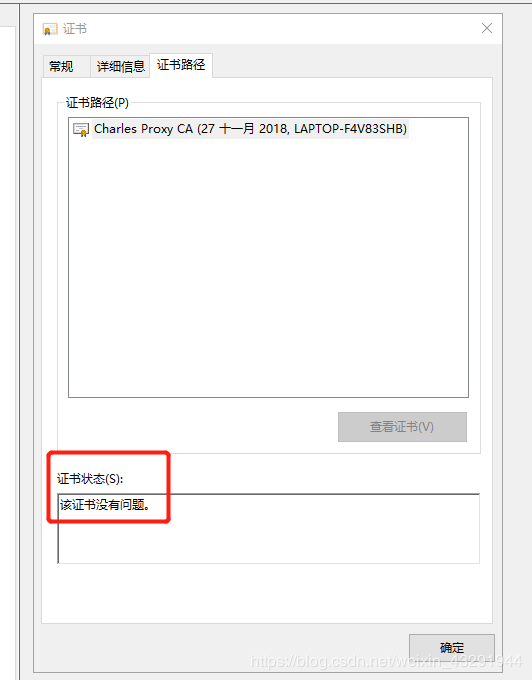 证书
常规 详细信息 证书路径
证书路径(P)
Charles Proxy CA (27 十一月 2018, LAPTOP-F4V83SHB)
查看证书(V)
证书状态(S):
该证书没有问题。
确定
https://blog.csdn.net/weixin_43291944